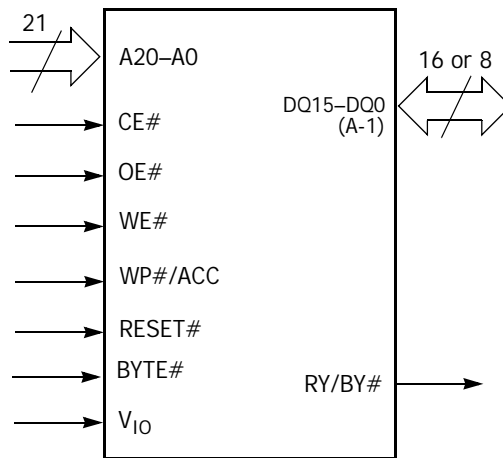 21
A20–A0
16 or 8
DQ15–DQ0
(A-1)
CE#
OE#
WE#
WP#/ACC
RESET#
BYTE#
RY/BY#
VIO